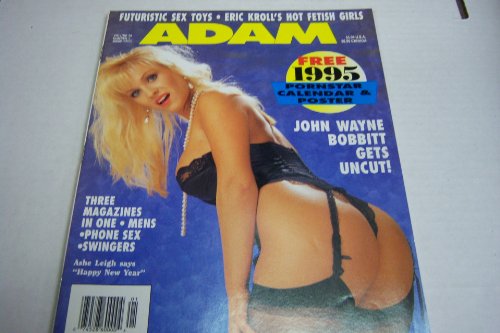 FUTURISTIC SEX TOYS • ERIC KROLL'S HOT FETISH GIRLS
ADAM
FREE
1995
PORNSTAR
CALENDAR &
POSTER
JOHN WAYNE
BOBBITT
GETS
UNCUT!
THREE
MAGAZINES
IN ONE • MENS
•PHONE SEX
•SWINGERS
Ashe Leigh says
"Happy New Year"
01